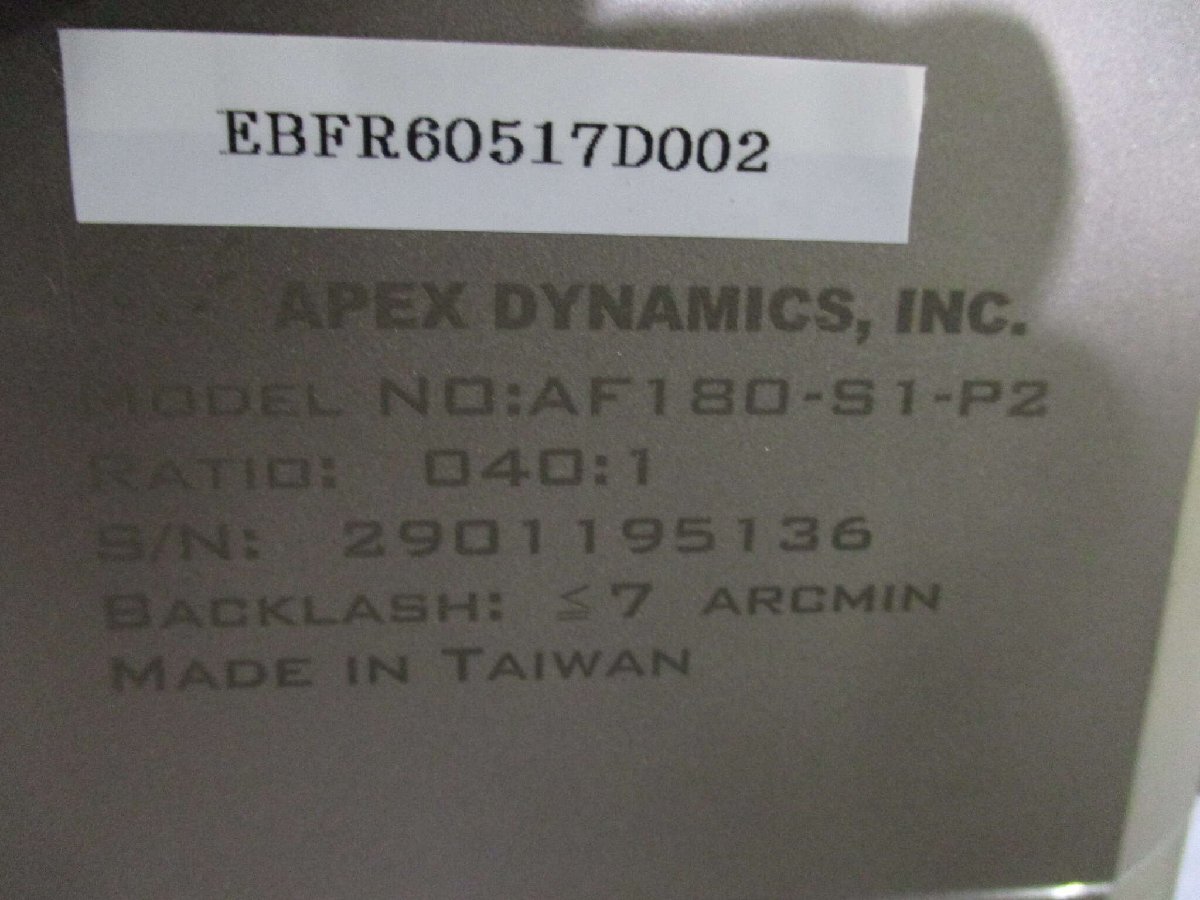 EBFR60517D002
APEX DYNAMICS, INC.
MODEL NO:AF180-S1-P2
RATIO: 040:1
S/N: 2901195136
BACKLASH: ≦7 ARCMIN
MADE IN TAIWAN